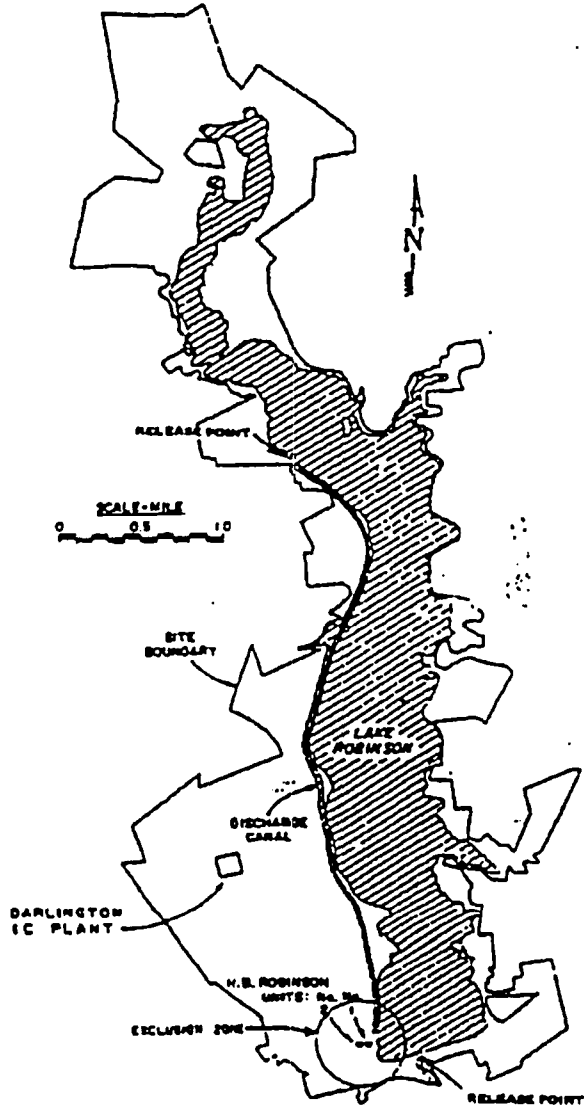 N
RELEASE POINT
SCALE-MILE
0 0.5 1.0
SITE
BOUNDARY
LAKE
ROBINSON
DISCHARGE
CANAL
DARLINGTON
IC PLANT
H.B. ROBINSON
UNITS:
EXCLUSION ZONE
RELEASE POINT